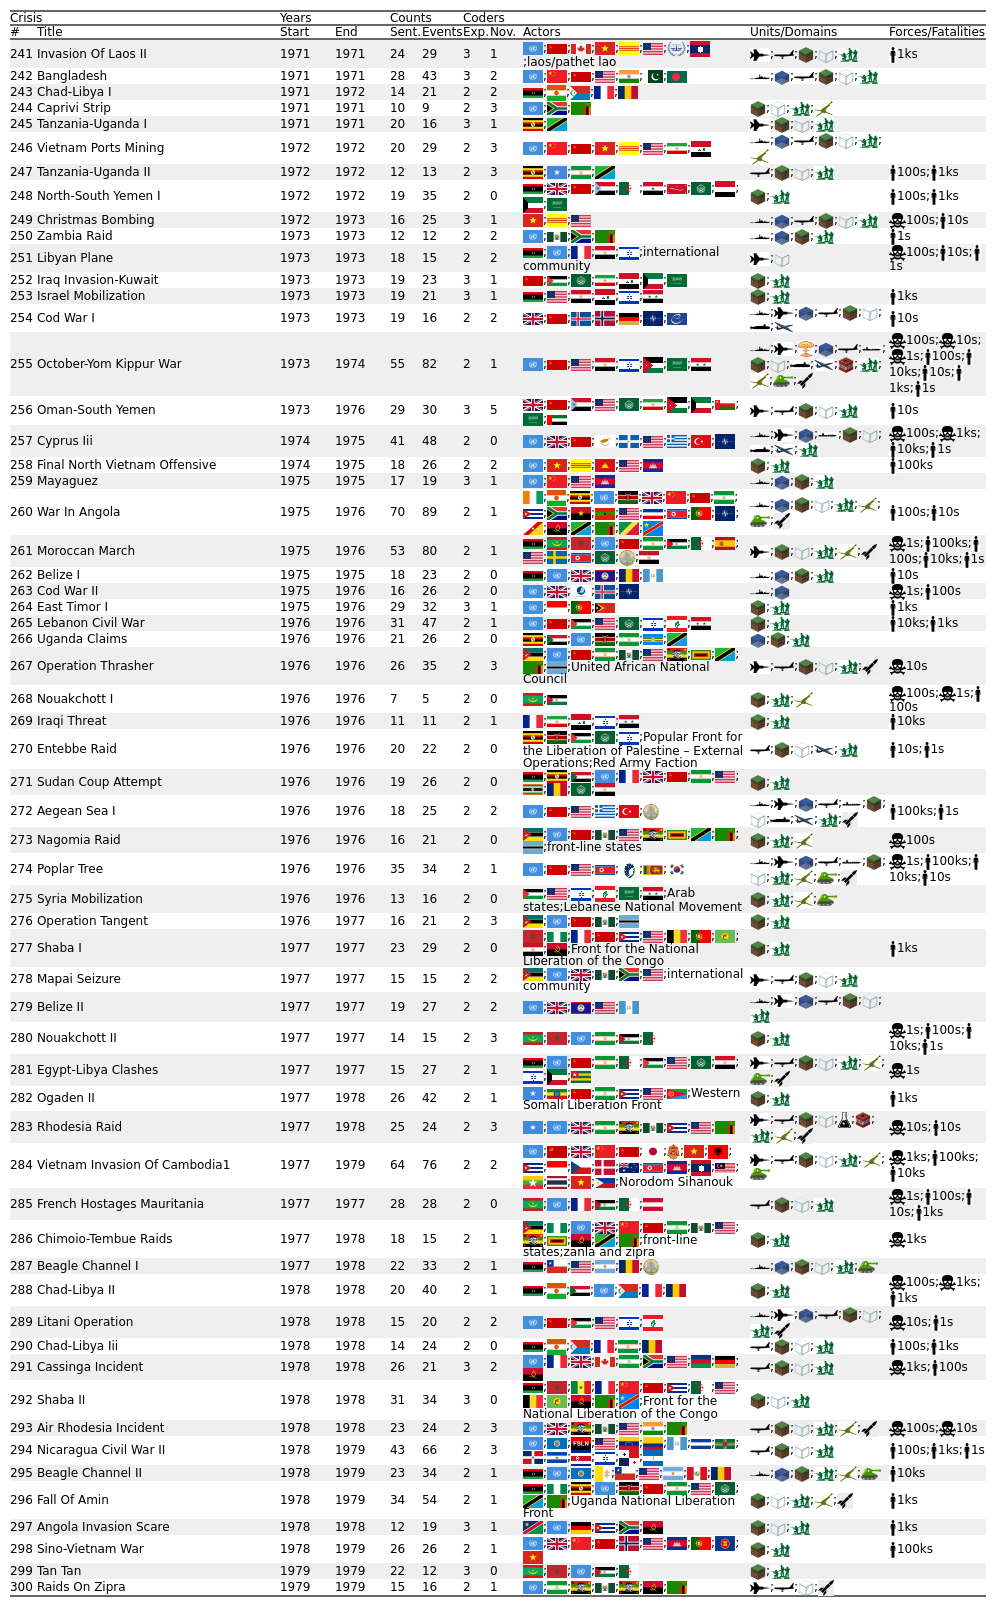 Crisis Years Counts Coders
# Title Start End Sent. Events Exp. Nov. Actors Units/Domains Forces/Fatalities
241 Invasion Of Laos II 1971 1971 24 29 3 1 ;laos/pathet lao 1ks
242 Bangladesh 1971 1971 28 43 3 2
243 Chad-Libya I 1971 1972 14 21 2 2
244 Caprivi Strip 1971 1971 10 9 2 3
245 Tanzania-Uganda I 1971 1971 20 16 3 1
246 Vietnam Ports Mining 1972 1972 20 29 2 3
247 Tanzania-Uganda II 1972 1972 12 13 2 3 100s;1ks
248 North-South Yemen I 1972 1972 19 35 2 0 100s;1ks
249 Christmas Bombing 1972 1973 16 25 3 1 100s;10s
250 Zambia Raid 1973 1973 12 12 2 2 1s
251 Libyan Plane 1973 1973 18 15 2 2 ;international community 100s;10s;1s
252 Iraq Invasion-Kuwait 1973 1973 19 23 3 1
253 Israel Mobilization 1973 1973 19 21 3 1 1ks
254 Cod War I 1973 1973 19 16 2 2 10s
255 October-Yom Kippur War 1973 1974 55 82 2 1 100s;10s;1s;100s;10ks;10s;1ks;1s
256 Oman-South Yemen 1973 1976 29 30 3 5 10s
257 Cyprus Iii 1974 1975 41 48 2 0 100s;1ks;10ks;1s
258 Final North Vietnam Offensive 1974 1975 18 26 2 2 100ks
259 Mayaguez 1975 1975 17 19 3 1
260 War In Angola 1975 1976 70 89 2 1 100s;10s
261 Moroccan March 1975 1976 53 80 2 1 1s;100ks;100s;10ks;1s
262 Belize I 1975 1975 18 23 2 0 10s
263 Cod War II 1975 1976 16 26 2 0 1s;100s
264 East Timor I 1975 1976 29 32 3 1 1ks
265 Lebanon Civil War 1975 1976 31 47 2 1 10ks;1ks
266 Uganda Claims 1976 1976 21 26 2 0
267 Operation Thrasher 1976 1976 26 35 2 3 ;United African National Council 10s
268 Nouakchott I 1976 1976 7 5 2 0 100s;1s;100s
269 Iraqi Threat 1976 1976 11 11 2 1 10ks
270 Entebbe Raid 1976 1976 20 22 2 0 ;Popular Front for the Liberation of Palestine – External Operations;Red Army Faction 10s;1s
271 Sudan Coup Attempt 1976 1976 19 26 2 0
272 Aegean Sea I 1976 1976 18 25 2 2 100ks;1s
273 Nagomia Raid 1976 1976 16 21 2 0 ;front-line states 100s
274 Poplar Tree 1976 1976 35 34 2 1 1s;100ks;10ks;10s
275 Syria Mobilization 1976 1976 13 16 2 0 ;Arab states;Lebanese National Movement
276 Operation Tangent 1976 1977 16 21 2 3
277 Shaba I 1977 1977 23 29 2 0 ;Front for the National Liberation of the Congo 1ks
278 Mapai Seizure 1977 1977 15 15 2 2 ;international community
279 Belize II 1977 1977 19 27 2 2
280 Nouakchott II 1977 1977 14 15 2 3 1s;100s;10ks;1s
281 Egypt-Libya Clashes 1977 1977 15 27 2 1 1s
282 Ogaden II 1977 1978 26 42 2 1 ;Western Somali Liberation Front 1ks
283 Rhodesia Raid 1977 1978 25 24 2 3 10s;10s
284 Vietnam Invasion Of Cambodia1 1977 1979 64 76 2 2 ;Norodom Sihanouk 1ks;100ks;10ks
285 French Hostages Mauritania 1977 1977 28 28 2 0 1s;100s;10s;1ks
286 Chimoio-Tembue Raids 1977 1978 18 15 2 1 ;front-line states;zanla and zipra 1ks
287 Beagle Channel I 1977 1978 22 33 2 1
288 Chad-Libya II 1978 1978 20 40 2 1 100s;1ks;1ks
289 Litani Operation 1978 1978 15 20 2 2 10s;1s
290 Chad-Libya Iii 1978 1978 14 24 2 0 100s;1ks
291 Cassinga Incident 1978 1978 26 21 3 2 1ks;100s
292 Shaba II 1978 1978 31 34 3 0 ;Front for the National Liberation of the Congo
293 Air Rhodesia Incident 1978 1978 23 24 2 3 100s;10s
294 Nicaragua Civil War II 1978 1979 43 66 2 3 FSLN 100s;1ks;1s
295 Beagle Channel II 1978 1979 23 34 2 1 10ks
296 Fall Of Amin 1978 1979 34 54 2 1 ;Uganda National Liberation Front 1ks
297 Angola Invasion Scare 1978 1978 12 19 3 1 1ks
298 Sino-Vietnam War 1978 1979 26 26 2 1 100ks
299 Tan Tan 1979 1979 22 12 3 0
300 Raids On Zipra 1979 1979 15 16 2 1